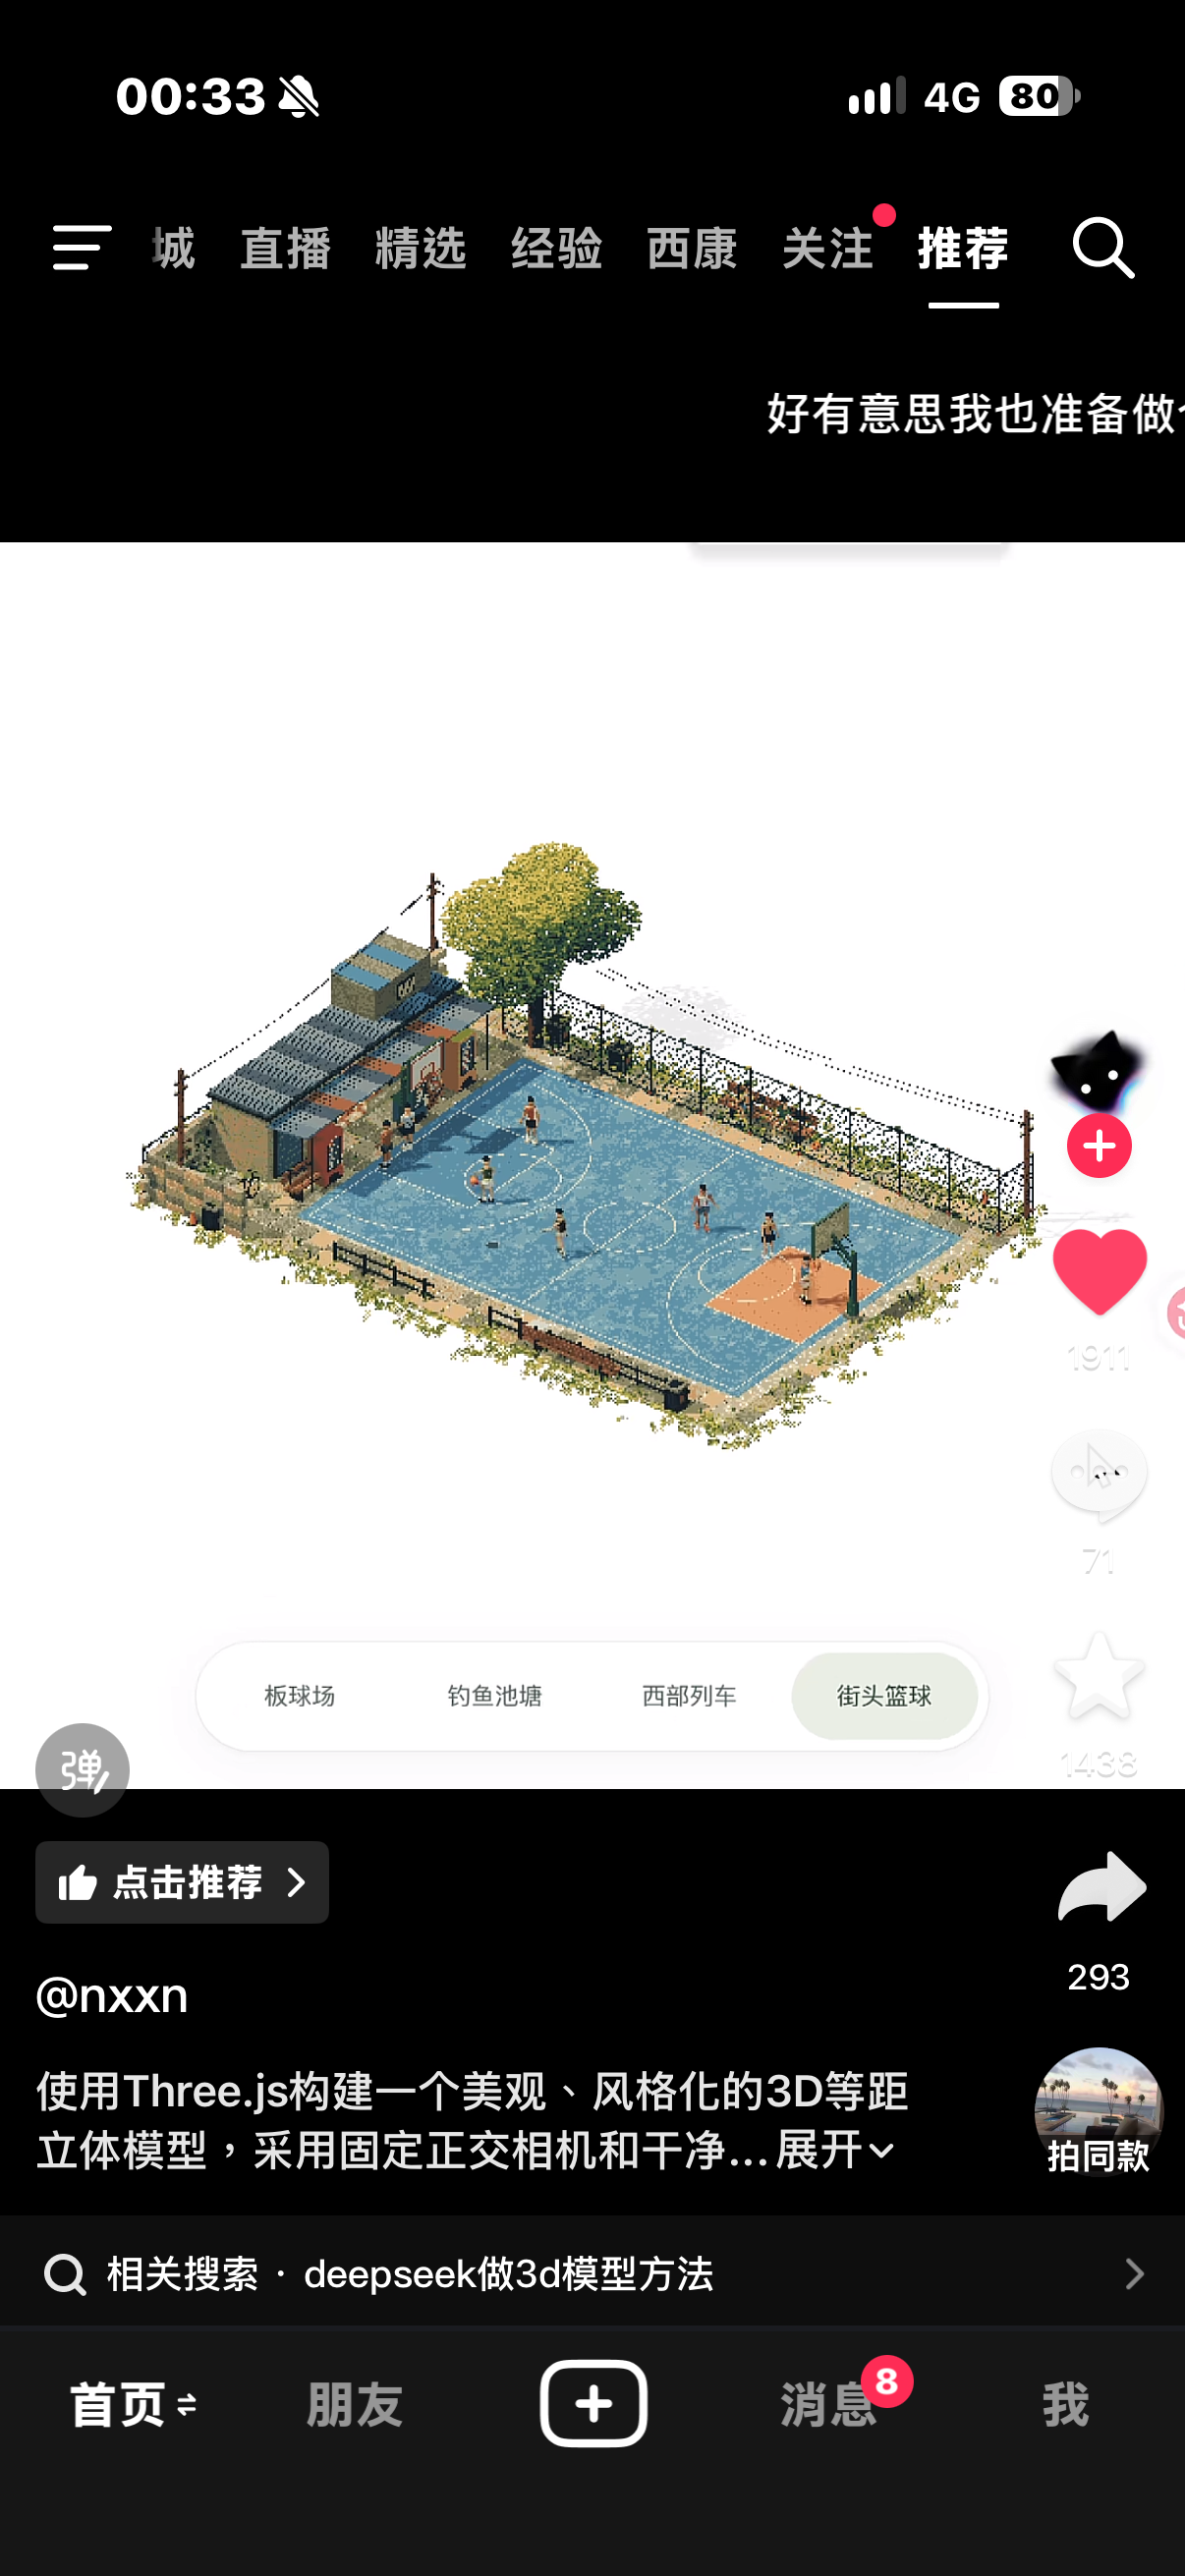 00:33
4G 80
城 直播 精选 经验 西康 关注 推荐
好有意思我也准备做
1911
71
板球场 钓鱼池塘 西部列车 街头篮球
1438
弹
点击推荐
293
@nxxn
使用Three.js构建一个美观、风格化的3D等距
立体模型，采用固定正交相机和干净...展开
拍同款
相关搜索 · deepseek做3d模型方法
首页 朋友 消息 8 我